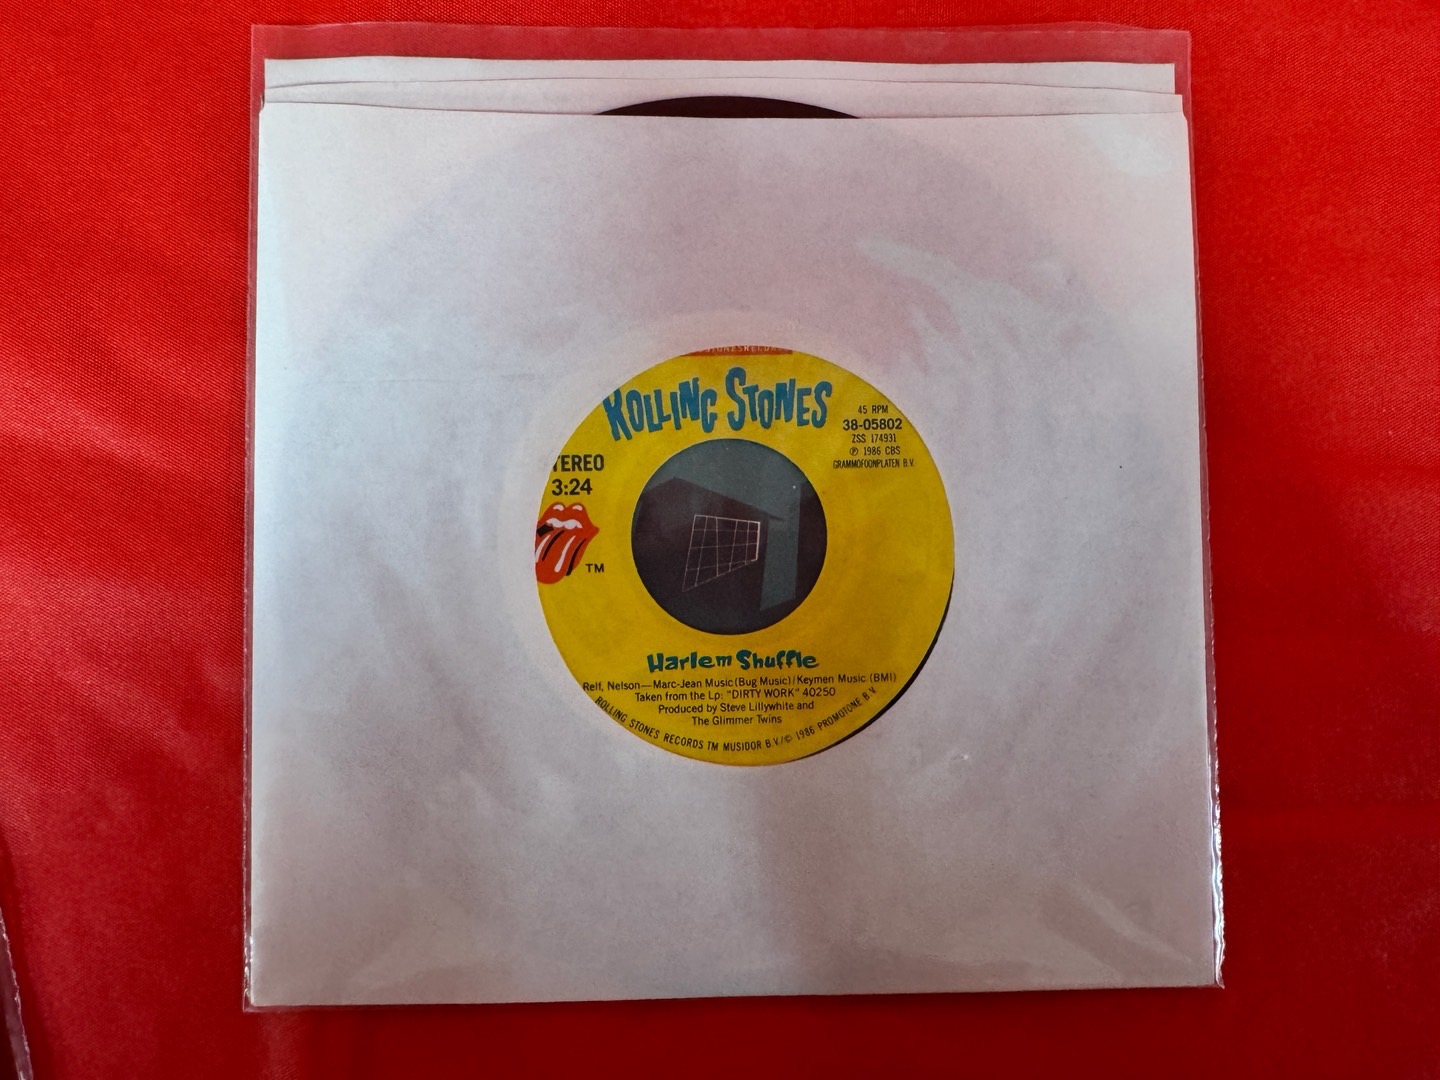 ROLLING STONES
45 RPM
38-05802
ZSS 174931
℗ 1986 CBS
GRAMMOFOONPLATEN B.V.
TEREO
3:24
TM
Harlem Shuffle
Relf, Nelson—Marc-Jean Music (Bug Music)/Keymen Music (BMI)
Taken from the Lp: "DIRTY WORK" 40250
Produced by Steve Lillywhite and
The Glimmer Twins
ROLLING STONES RECORDS TM MUSIDOR B.V./© 1986 PROMOTONE B.V.